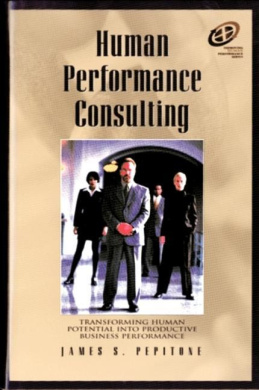 Human
Performance
Consulting
TRANSFORMING HUMAN
POTENTIAL INTO PRODUCTIVE
BUSINESS PERFORMANCE
JAMES S. PEPITONE